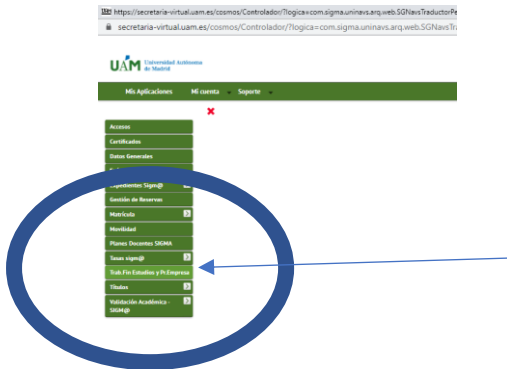 https://secretaria-virtual.uam.es/cosmos/Controlador/?logica=com.sigma.uninavs.arq.web.SGNavsTraductorPe
secretaria-virtual.uam.es/cosmos/Controlador/?logica=com.sigma.uninavs.arq.web.SGNavsTra
UAM Universidad Autónoma
de Madrid
Mis Aplicaciones Mi cuenta Soporte
Accesos
Certificados
Datos Generales
Expedientes Sigm@
Gestión de Reservas
Matrícula
Movilidad
Planes Docentes SIGMA
Tasas sigm@
Trab.Fin Estudios y Pr.Empresa
Títulos
Validación Académica -
SIGM@